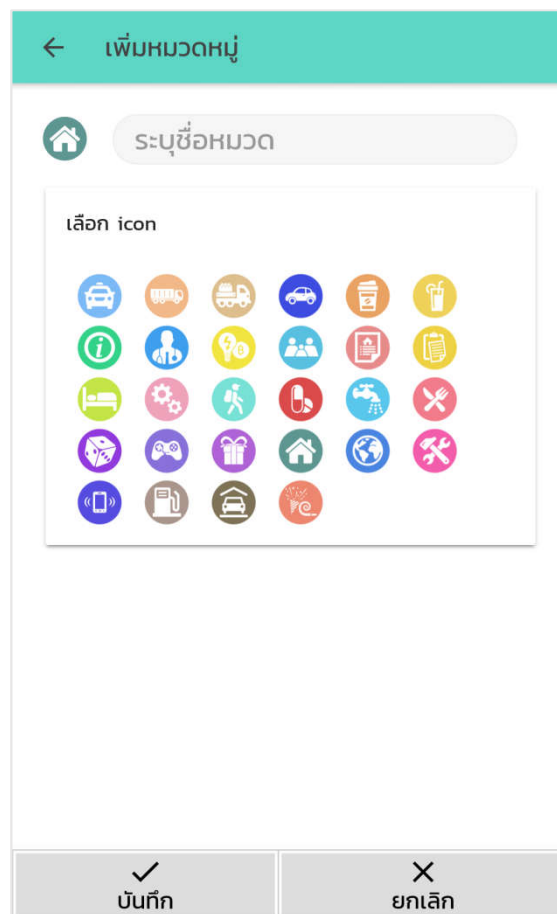 เพิ่มหมวดหมู่
ระบุชื่อหมวด
เลือก icon
บันทึก
ยกเลิก